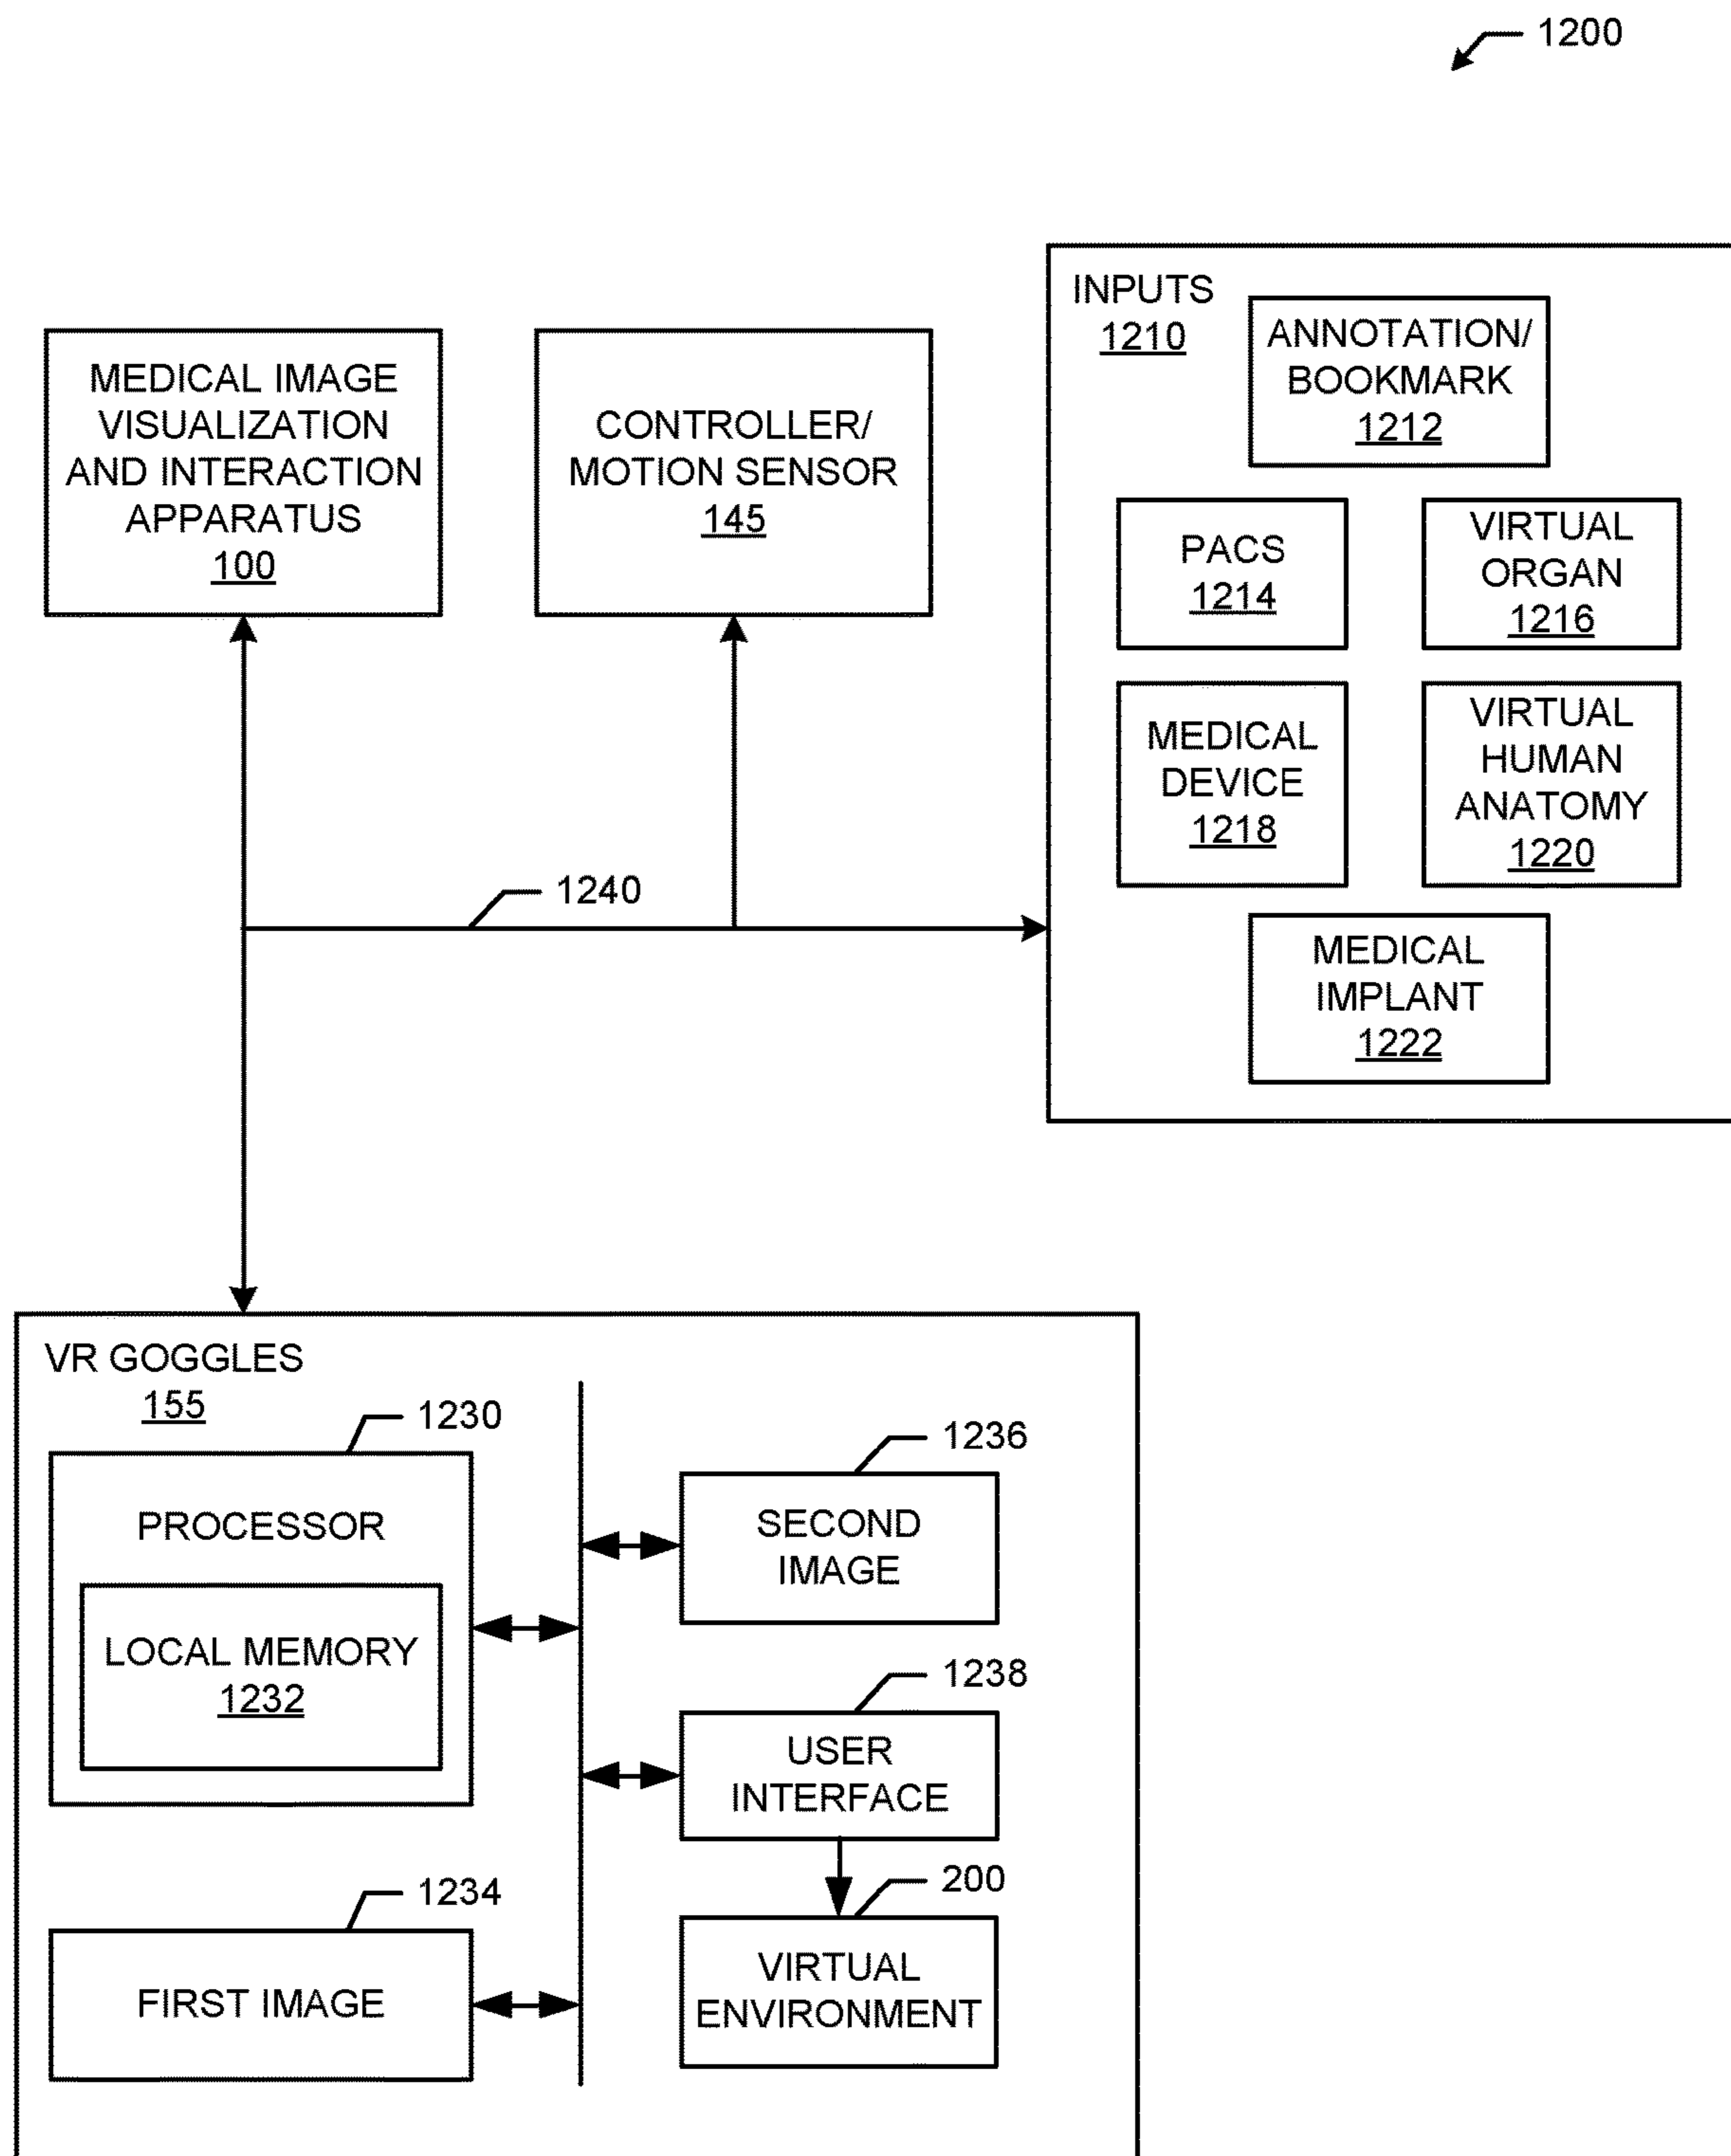 1200
MEDICAL IMAGE
VISUALIZATION
AND INTERACTION
APPARATUS
100
CONTROLLER/
MOTION SENSOR
145
INPUTS
1210
ANNOTATION/
BOOKMARK
1212
PACS
1214
VIRTUAL
ORGAN
1216
MEDICAL
DEVICE
1218
VIRTUAL
HUMAN
ANATOMY
1220
MEDICAL
IMPLANT
1222
1240
VR GOGGLES
155
1230
PROCESSOR
LOCAL MEMORY
1232
1234
FIRST IMAGE
1236
SECOND
IMAGE
1238
USER
INTERFACE
200
VIRTUAL
ENVIRONMENT